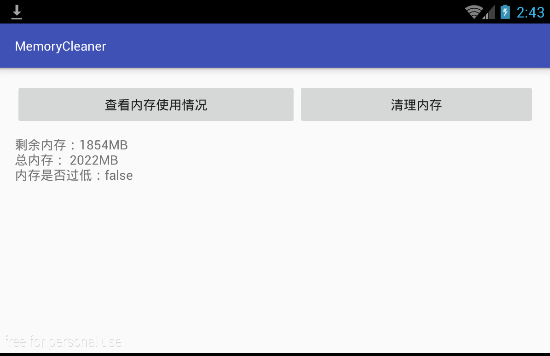 2:43
MemoryCleaner
查看内存使用情况
清理内存
剩余内存：1854MB
总内存： 2022MB
内存是否过低：false
free for personal use